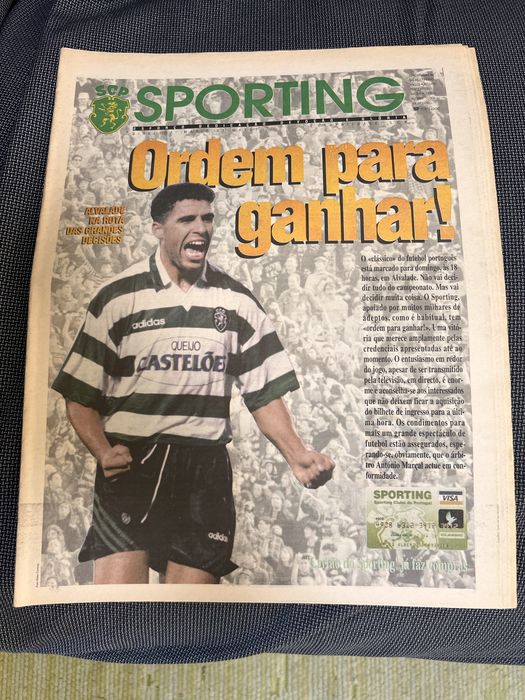 SCP
SPORTING
Ordem para
ganhar!
ALVALADE
NA ROTA
DAS GRANDES
DECISÕES
O «clássico» do futebol português
está marcado para domingo, às 18
horas, em Alvalade. Não vai deci-
dir tudo do campeonato. Mas vai
decidir muita coisa. O Sporting,
apoiado por muitos milhares de
adeptos, como é habitual, tem
«ordem para ganhar!». Uma vitó-
ria que merece amplamente pelas
credenciais apresentadas até ao
momento. O entusiasmo em redor
do jogo, apesar de ser transmitido
pela televisão, em directo, é enor-
me e aconselha-se aos interessados
que não deixem ficar a aquisição
do bilhete de ingresso para a últi-
ma hora. Os condimentos para
mais um grande espectáculo de
futebol estão assegurados, espe-
rando-se, obviamente, que o árbi-
tro António Marçal actue em con-
formidade.
adidas
QUEIJO
CASTELÕES
adidas
SPORTING
Sporting Clube de Portugal
VISA
Cartão do Sporting já faz compras